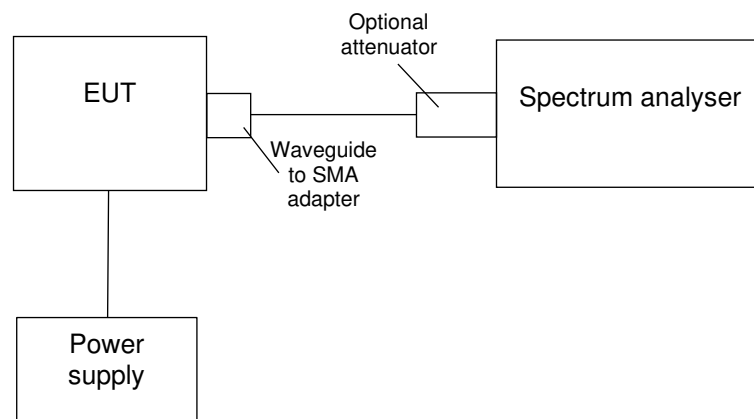 Optional
attenuator
EUT
Spectrum analyser
Waveguide
to SMA
adapter
Power
supply